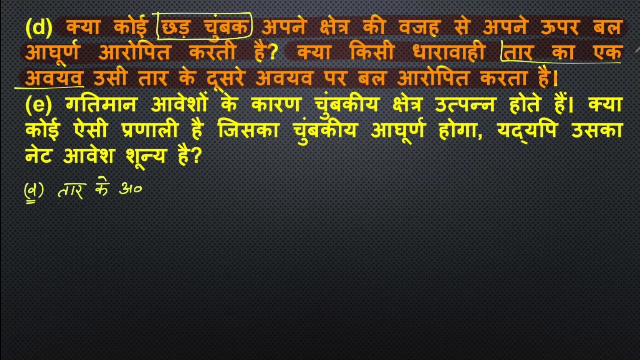 (d) क्या कोई छड़ चुंबक अपने क्षेत्र की वजह से अपने ऊपर बल
आघूर्ण आरोपित करती है? क्या किसी धारावाही तार का एक
अवयव उसी तार के दूसरे अवयव पर बल आरोपित करता है।
(e) गतिमान आवेशों के कारण चुंबकीय क्षेत्र उत्पन्न होते हैं। क्या
कोई ऐसी प्रणाली है जिसका चुंबकीय आघूर्ण होगा, यद्यपि उसका
नेट आवेश शून्य है?
तार के अ०